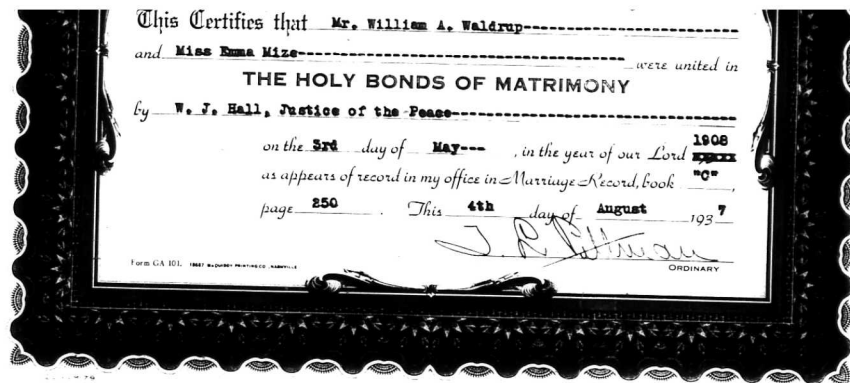 This Certifies that Mr. William A. Waldrup
and Miss Emma Mize were united in
THE HOLY BONDS OF MATRIMONY
by W. J. Hall, Justice of the Peace
1908
on the 3rd day of May , in the year of our Lord
as appears of record in my office in Marriage Record, book "C",
page 250 . This 4th day of August 1937
ORDINARY
Form GA 101.